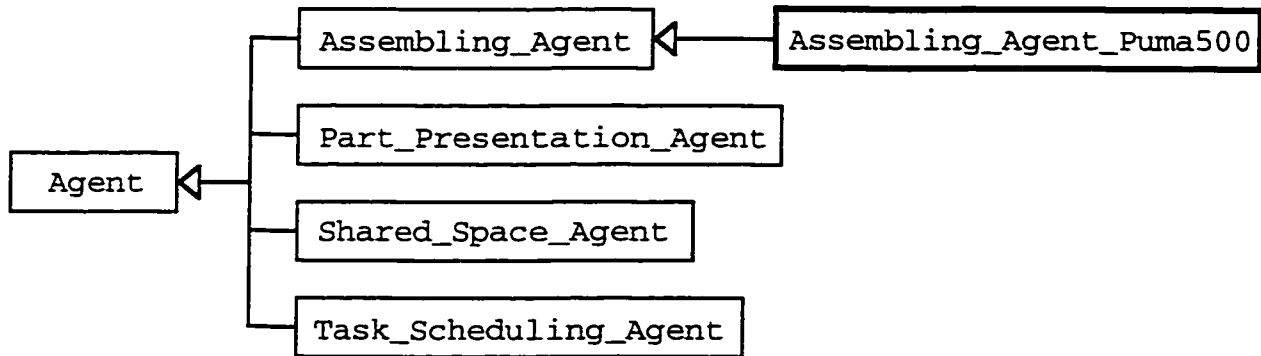 Assembling_Agent
Assembling_Agent_Puma500
Part_Presentation_Agent
Agent
Shared_Space_Agent
Task_Scheduling_Agent